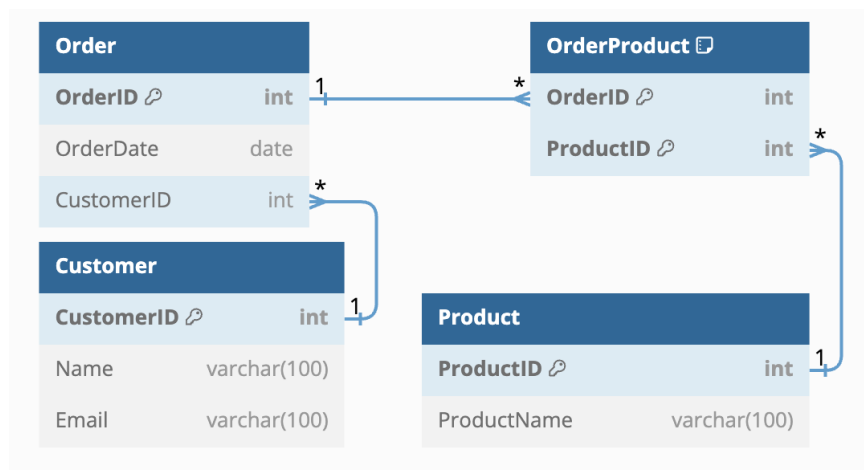 Order
OrderID int
OrderDate date
CustomerID int
1
*
OrderProduct
OrderID int
ProductID int
*
*
Customer
CustomerID int
Name varchar(100)
Email varchar(100)
1
Product
ProductID int
ProductName varchar(100)
1